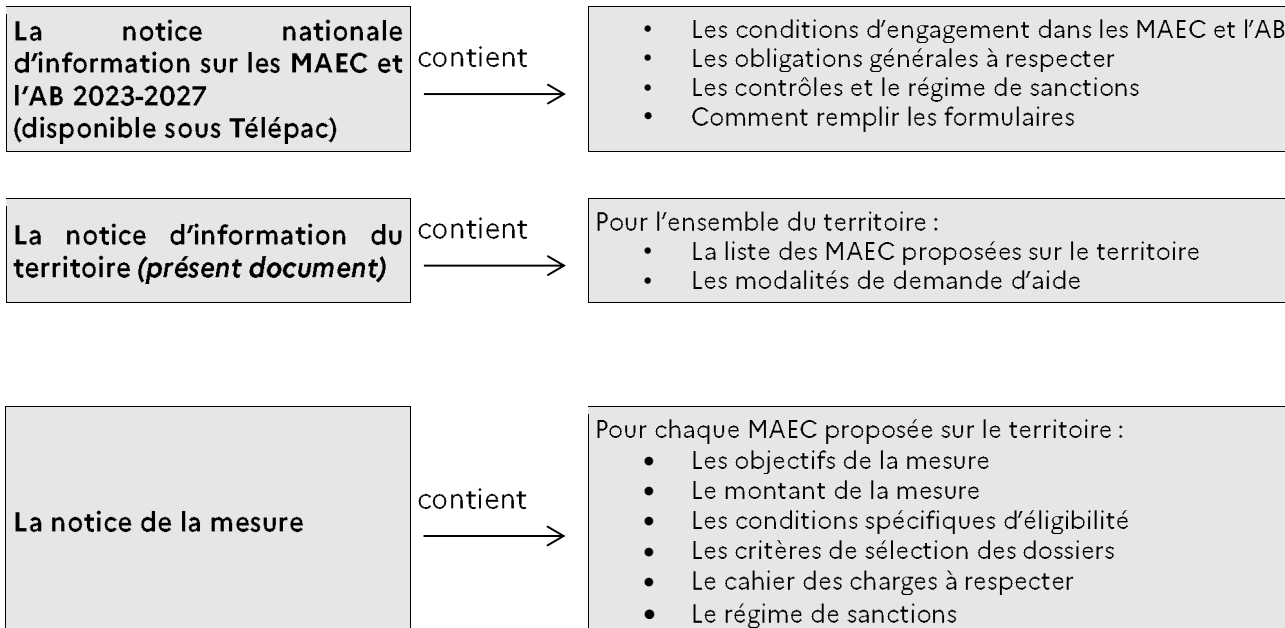 La notice nationale
d'information sur les MAEC et
l'AB 2023-2027
(disponible sous Télépac)
contient
• Les conditions d'engagement dans les MAEC et l'AB
• Les obligations générales à respecter
• Les contrôles et le régime de sanctions
• Comment remplir les formulaires
La notice d'information du
territoire (présent document)
contient
Pour l'ensemble du territoire :
• La liste des MAEC proposées sur le territoire
• Les modalités de demande d'aide
La notice de la mesure
contient
Pour chaque MAEC proposée sur le territoire :
• Les objectifs de la mesure
• Le montant de la mesure
• Les conditions spécifiques d'éligibilité
• Les critères de sélection des dossiers
• Le cahier des charges à respecter
• Le régime de sanctions